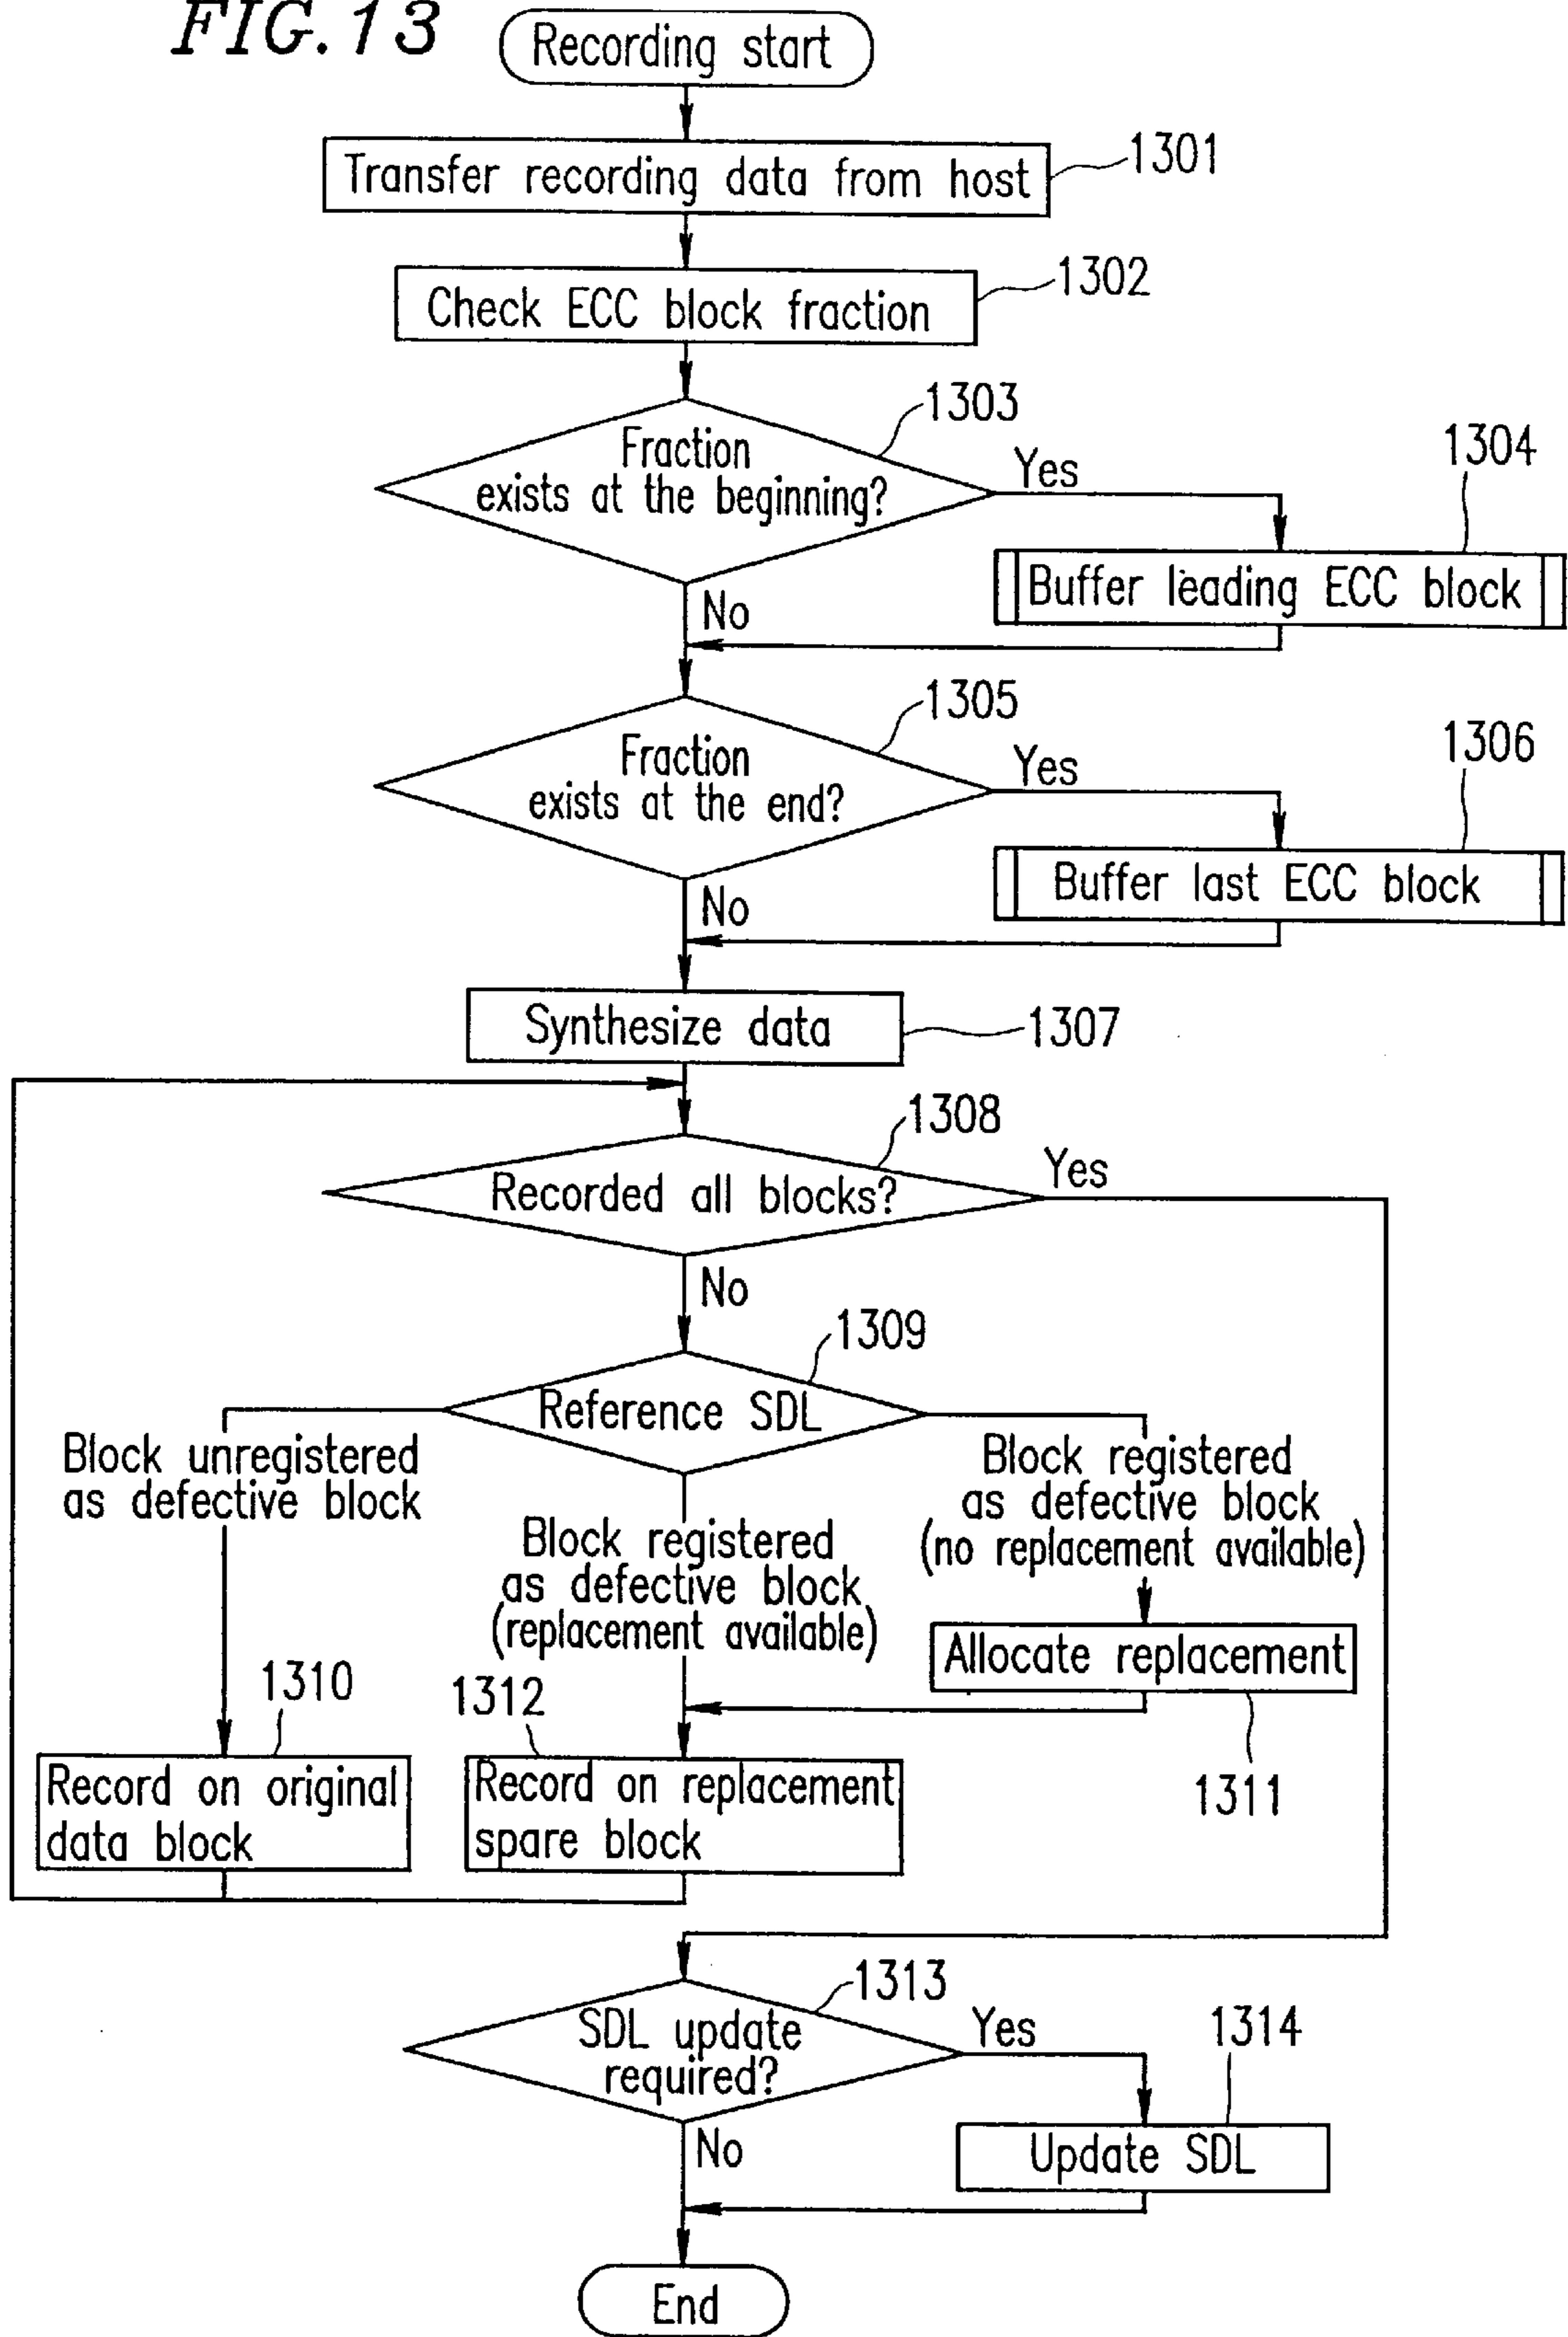 FIG.13
Recording start
Transfer recording data from host
1301
Check ECC block fraction
1302
1303
Fraction
exists at the beginning?
Yes
1304
Buffer leading ECC block
No
1305
Fraction
exists at the end?
Yes
1306
Buffer last ECC block
No
Synthesize data
1307
1308
Recorded all blocks?
Yes
No
1309
Reference SDL
Block unregistered
as defective block
Block registered
as defective block
(replacement available)
Block registered
as defective block
(no replacement available)
Allocate replacement
1311
1310
Record on original
data block
1312
Record on replacement
spare block
1313
SDL update
required?
Yes
1314
Update SDL
No
End